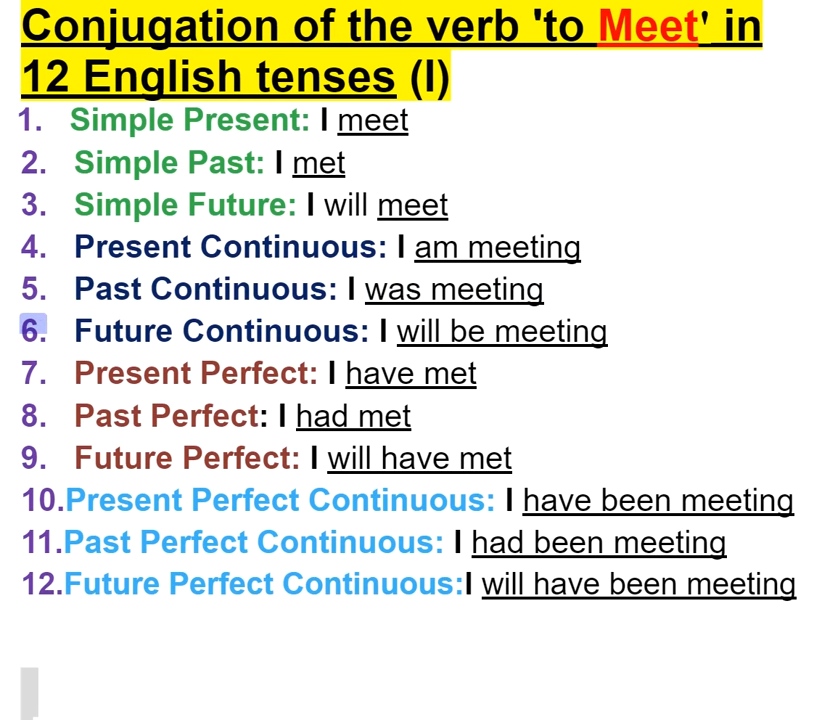 Conjugation of the verb 'to Meet' in
12 English tenses (I)
1. Simple Present: I meet
2. Simple Past: I met
3. Simple Future: I will meet
4. Present Continuous: I am meeting
5. Past Continuous: I was meeting
6. Future Continuous: I will be meeting
7. Present Perfect: I have met
8. Past Perfect: I had met
9. Future Perfect: I will have met
10.Present Perfect Continuous: I have been meeting
11.Past Perfect Continuous: I had been meeting
12.Future Perfect Continuous:I will have been meeting